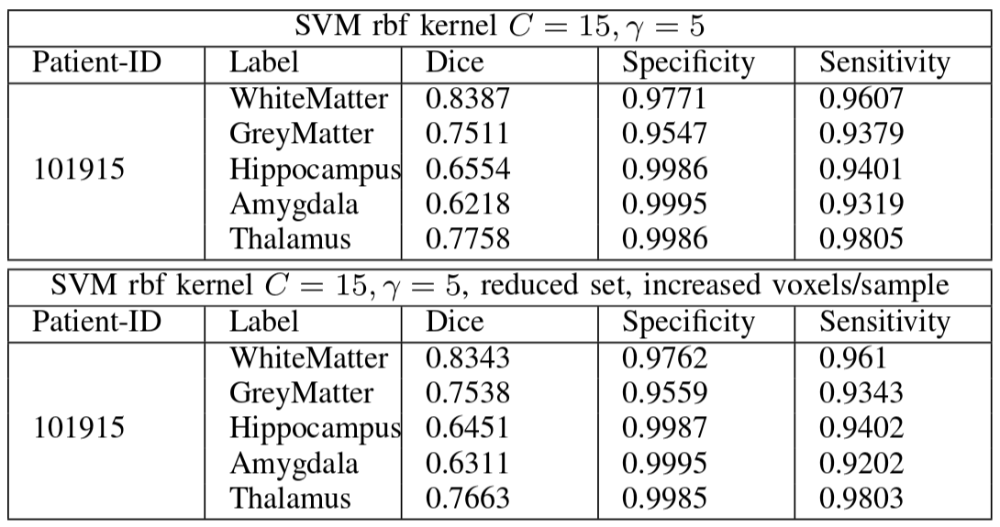 SVM rbf kernel C = 15, γ = 5
Patient-ID Label Dice Specificity Sensitivity
WhiteMatter 0.8387 0.9771 0.9607
GreyMatter 0.7511 0.9547 0.9379
101915 Hippocampus 0.6554 0.9986 0.9401
Amygdala 0.6218 0.9995 0.9319
Thalamus 0.7758 0.9986 0.9805
SVM rbf kernel C = 15, γ = 5, reduced set, increased voxels/sample
Patient-ID Label Dice Specificity Sensitivity
WhiteMatter 0.8343 0.9762 0.961
GreyMatter 0.7538 0.9559 0.9343
101915 Hippocampus 0.6451 0.9987 0.9402
Amygdala 0.6311 0.9995 0.9202
Thalamus 0.7663 0.9985 0.9803